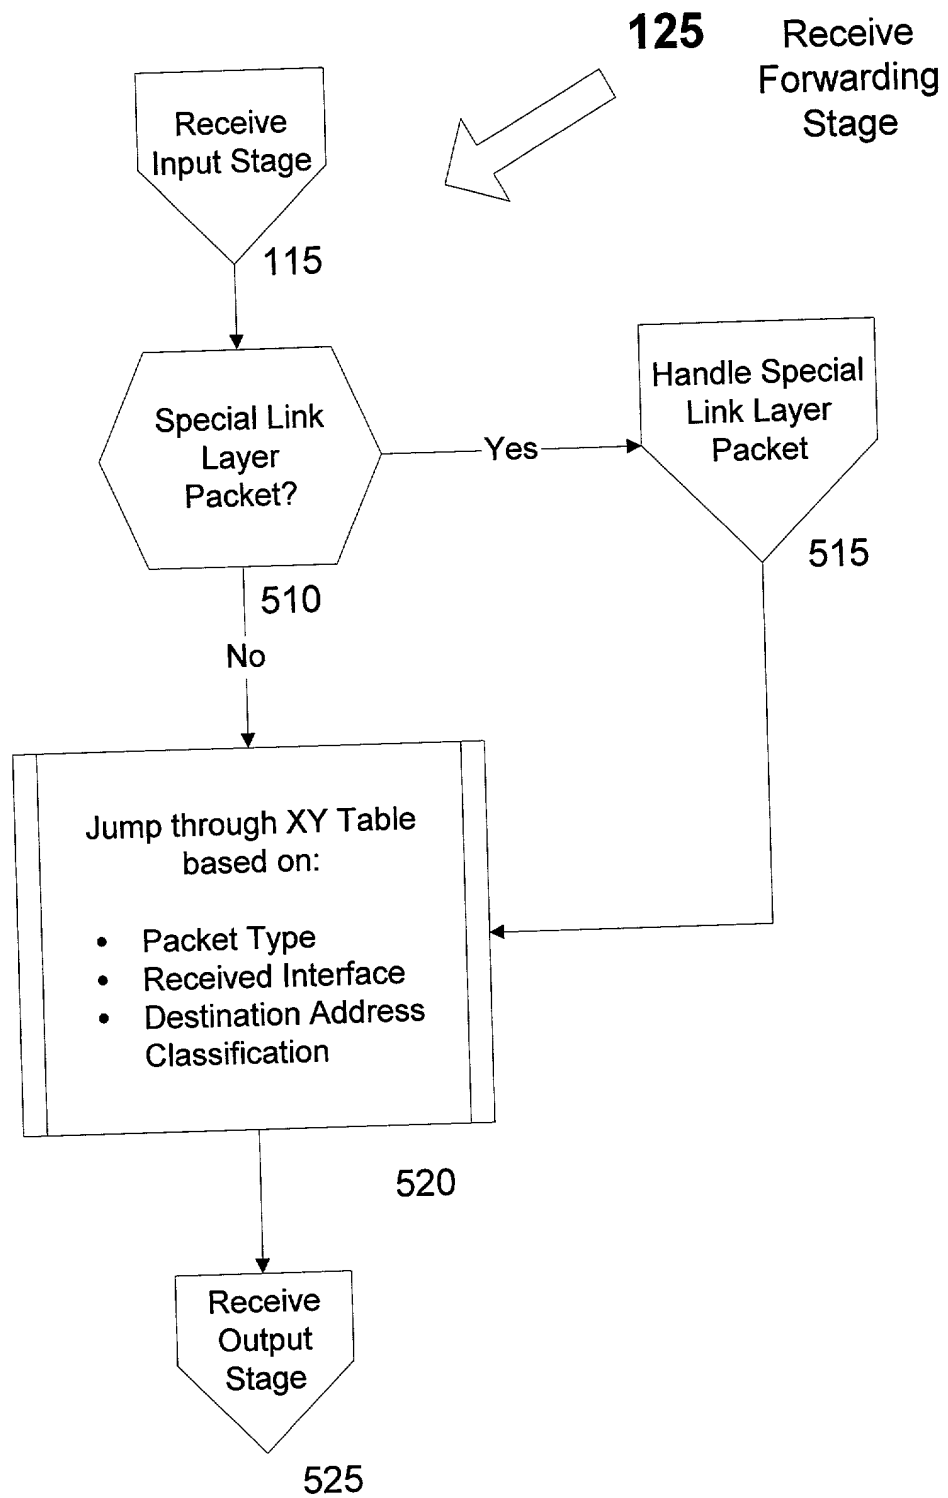 125
Receive
Forwarding
Stage
Receive
Input Stage
115
Special Link
Layer
Packet?
Yes
Handle Special
Link Layer
Packet
515
510
No
Jump through XY Table
based on:
• Packet Type
• Received Interface
• Destination Address
Classification
520
Receive
Output
Stage
525